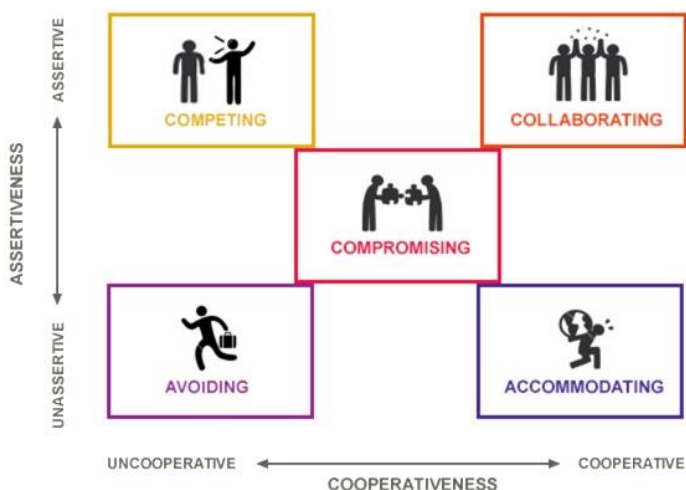 ASSERTIVE
COMPETING
COLLABORATING
ASSERTIVENESS
COMPROMISING
UNASSERTIVE
AVOIDING
ACCOMMODATING
UNCOOPERATIVE
COOPERATIVE
COOPERATIVENESS